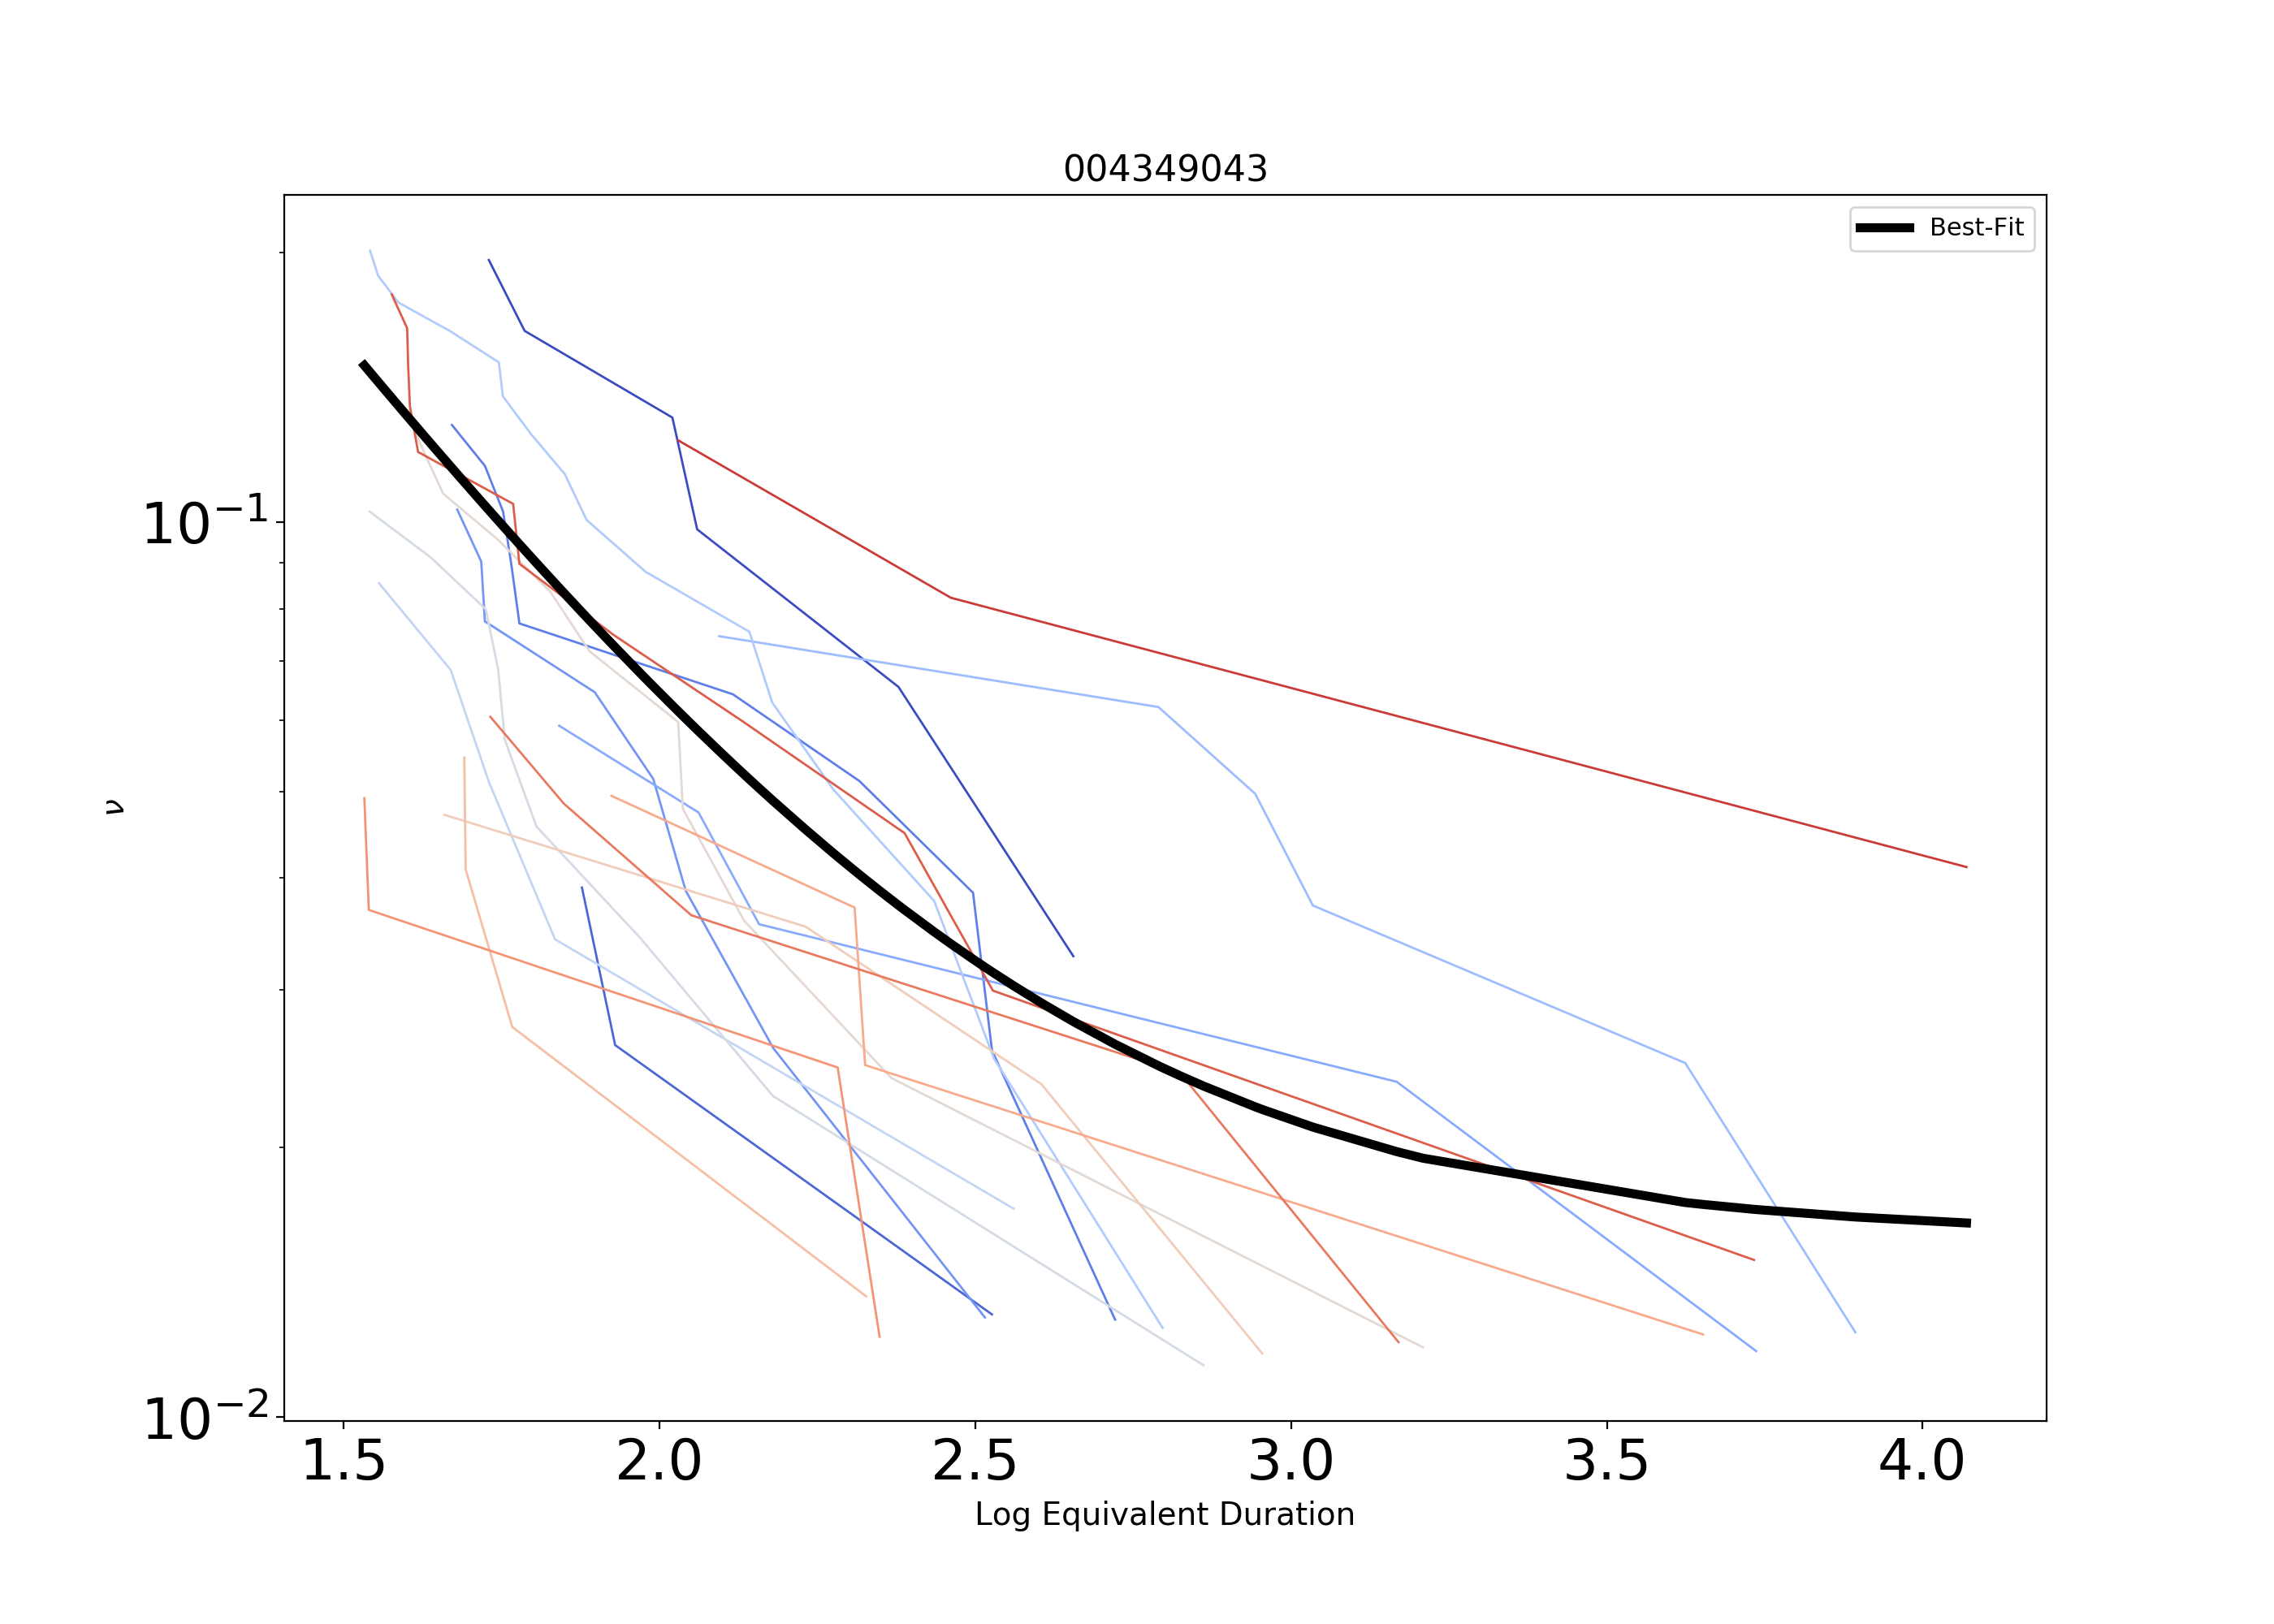 004349043
Best-Fit
10⁻¹
ν
10⁻²
1.5 2.0 2.5 3.0 3.5 4.0
Log Equivalent Duration